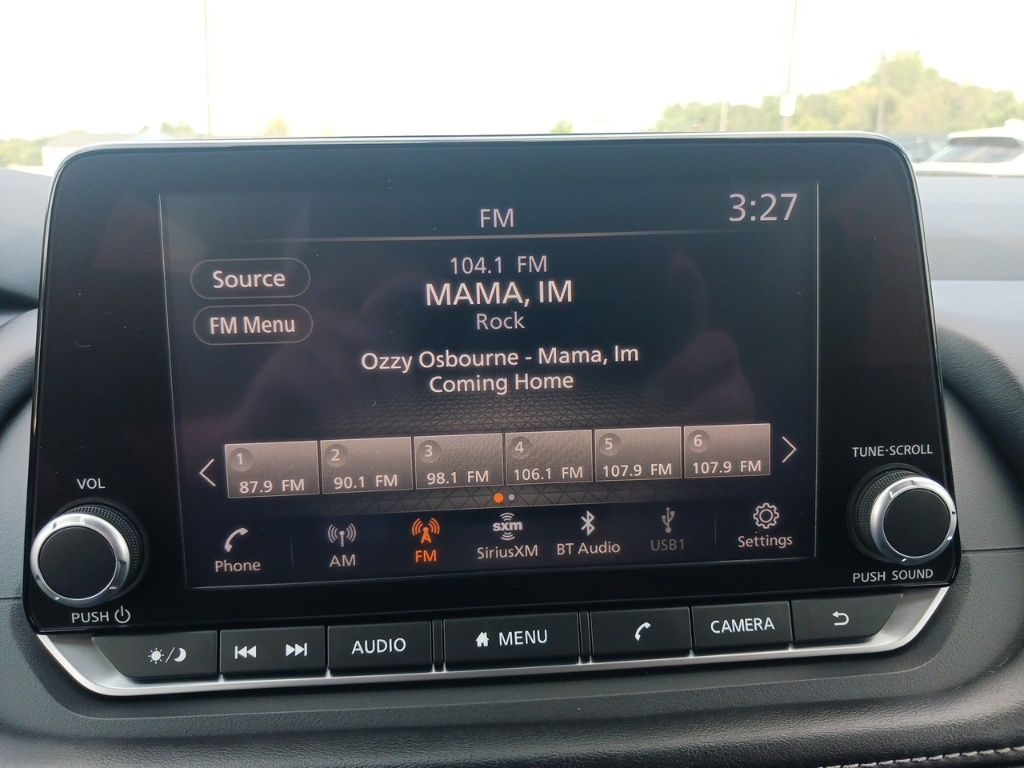 FM
3:27
Source
FM Menu
104.1 FM
MAMA, IM
Rock
Ozzy Osbourne - Mama, Im
Coming Home
1
87.9 FM
2
90.1 FM
3
98.1 FM
4
106.1 FM
5
107.9 FM
6
107.9 FM
VOL
TUNE·SCROLL
Phone
AM
FM
sxm
SiriusXM
BT Audio
USB1
Settings
PUSH
PUSH SOUND
AUDIO
MENU
CAMERA